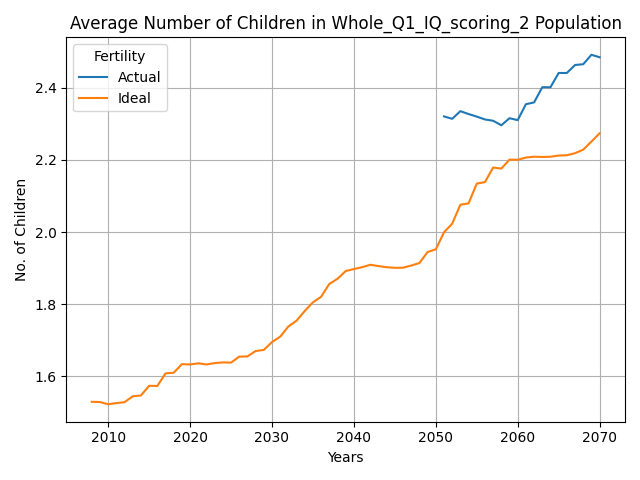 Average Number of Children in Whole_Q1_IQ_scoring_2 Population
Fertility
Actual
Ideal
No. of Children
2.4
2.2
2.0
1.8
1.6
2010 2020 2030 2040 2050 2060 2070
Years